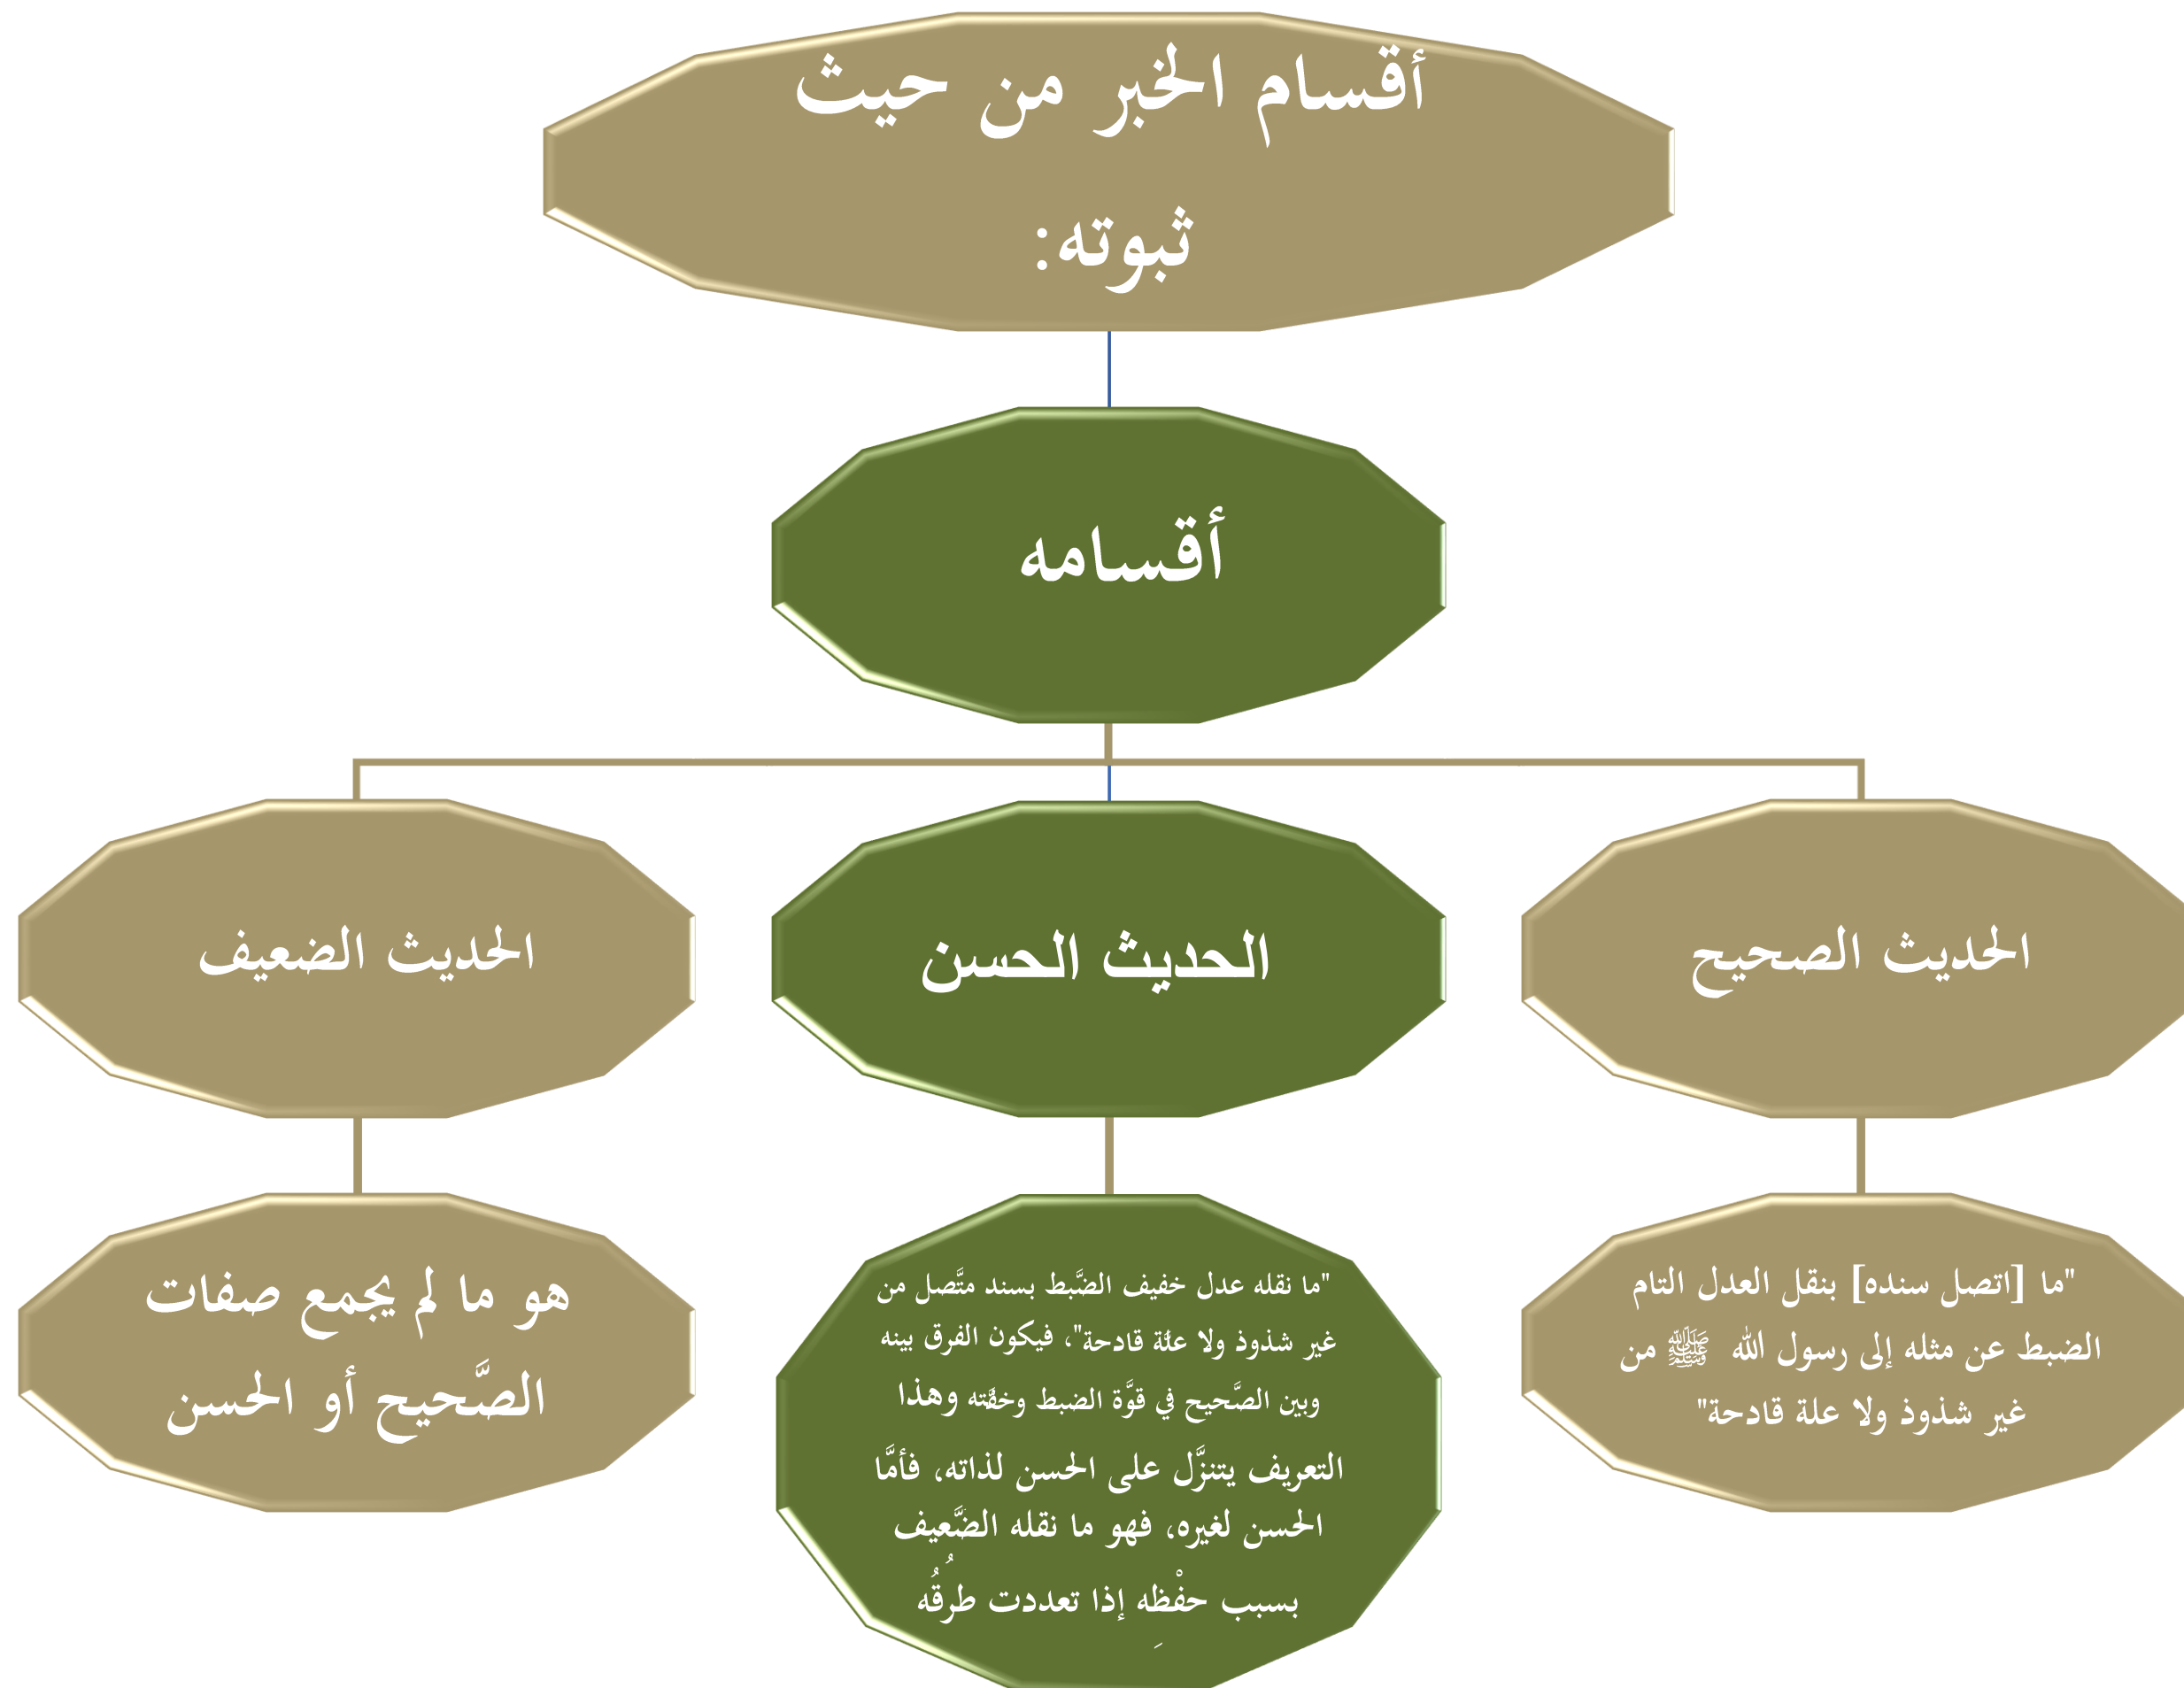 أقسام الخبر من حيث
ثبوته:
أقسامه
الحديث الصحيح
الحديث الحسن
الحديث الضعيف
"ما [اتصل سنده] بنقل العدل التام
الضبط عن مثله إلى رسول الله ﷺ من
غير شذوذ ولا علة قادحة"
"ما نقله عدل خفيف الضَّبط بسند متَّصل من
غير شذوذ ولا علَّة قادحة"، فيكون الفرق بينه
وبين الصَّحيح في قوَّة الضبط وخفَّته وهذا
التعريف يتنزَّل على الحسن لذاته، فأمَّا
الحسن لغيره، فهو ما نقله الضَّعيف
بسبب حفْظِه إذا تعددت طرقُُه
هو ما لم يجمع صفات
الصَّحيح أو الحسن